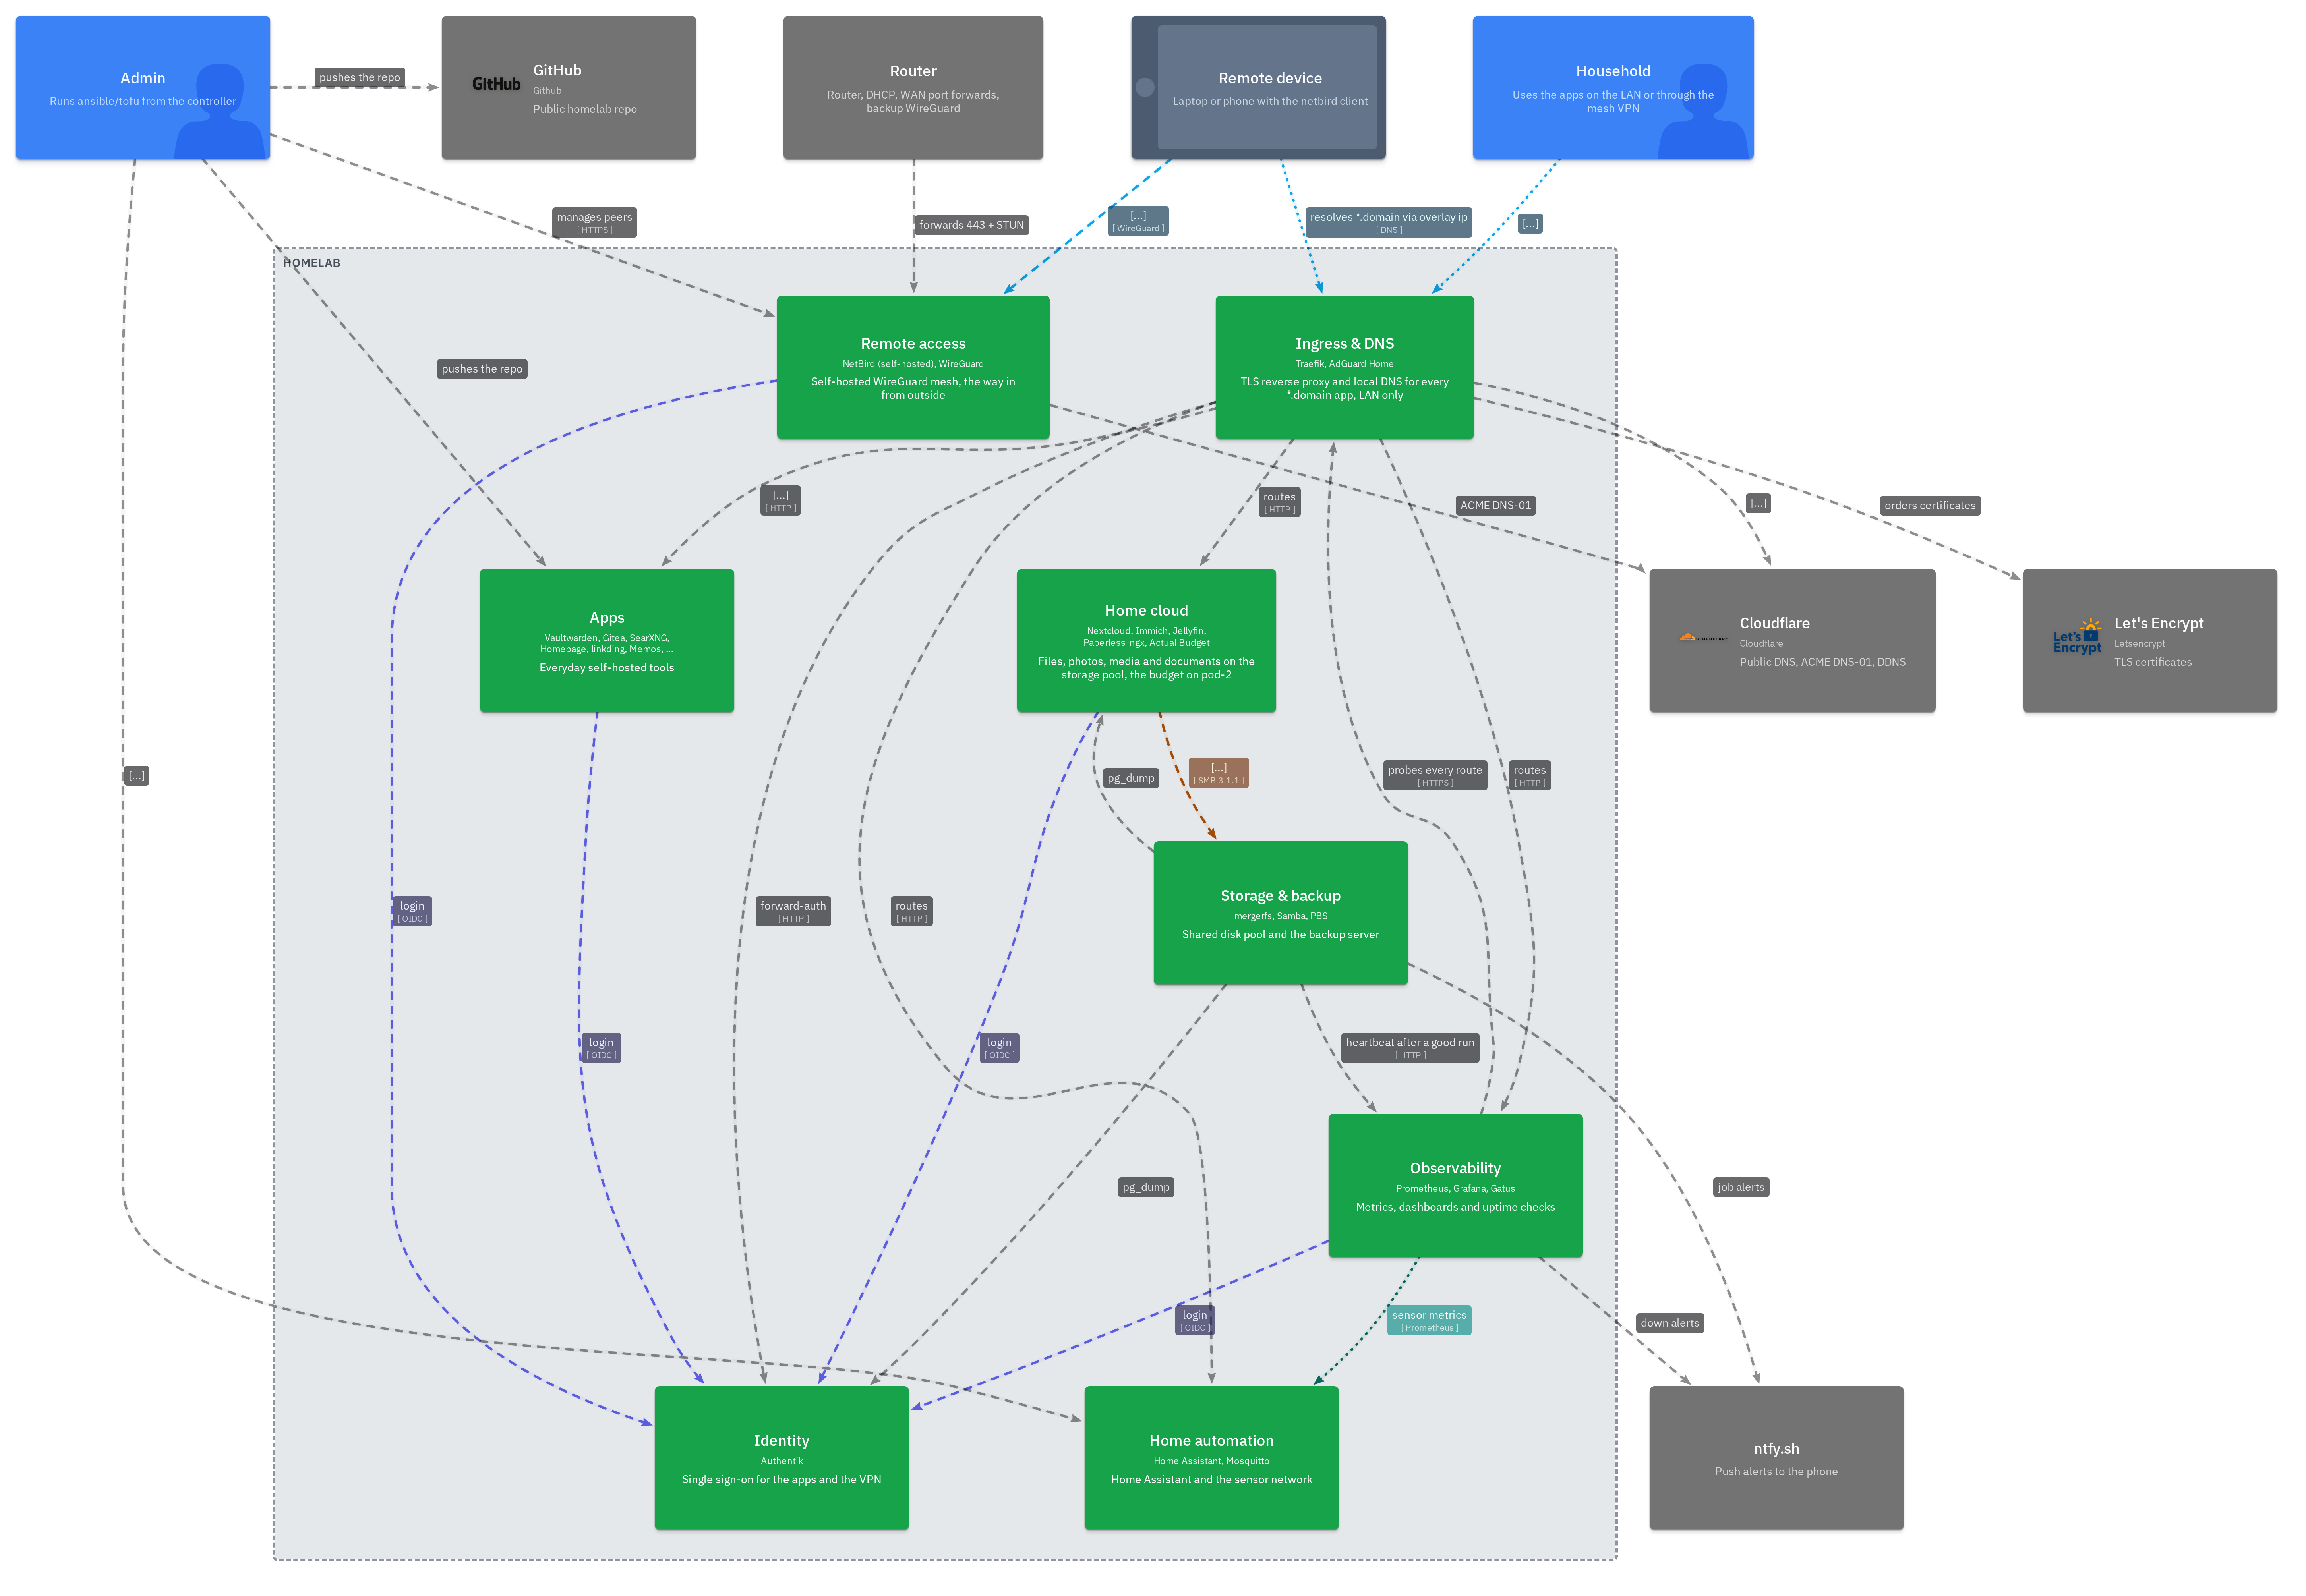 Admin
Runs ansible/tofu from the controller
pushes the repo
GitHub
GitHub
Github
Public homelab repo
Router
Router, DHCP, WAN port forwards,
backup WireGuard
Remote device
Laptop or phone with the netbird client
Household
Uses the apps on the LAN or through the
mesh VPN
manages peers
[ HTTPS ]
forwards 443 + STUN
[...]
[ WireGuard ]
resolves *.domain via overlay ip
[ DNS ]
[...]
HOMELAB
Remote access
NetBird (self-hosted), WireGuard
Self-hosted WireGuard mesh, the way in
from outside
Ingress & DNS
Traefik, AdGuard Home
TLS reverse proxy and local DNS for every
*.domain app, LAN only
pushes the repo
[...]
[ HTTP ]
routes
[ HTTP ]
ACME DNS-01
[...]
orders certificates
Apps
Vaultwarden, Gitea, SearXNG,
Homepage, linkding, Memos, ...
Everyday self-hosted tools
Home cloud
Nextcloud, Immich, Jellyfin,
Paperless-ngx, Actual Budget
Files, photos, media and documents on the
storage pool, the budget on pod-2
CLOUDFLARE
Cloudflare
Cloudflare
Public DNS, ACME DNS-01, DDNS
Let's
Encrypt
Let's Encrypt
Letsencrypt
TLS certificates
[...]
pg_dump
[...]
[ SMB 3.1.1 ]
probes every route
[ HTTPS ]
routes
[ HTTP ]
Storage & backup
mergerfs, Samba, PBS
Shared disk pool and the backup server
login
[ OIDC ]
forward-auth
[ HTTP ]
routes
[ HTTP ]
login
[ OIDC ]
login
[ OIDC ]
heartbeat after a good run
[ HTTP ]
Observability
Prometheus, Grafana, Gatus
Metrics, dashboards and uptime checks
pg_dump
job alerts
login
[ OIDC ]
sensor metrics
[ Prometheus ]
down alerts
Identity
Authentik
Single sign-on for the apps and the VPN
Home automation
Home Assistant, Mosquitto
Home Assistant and the sensor network
ntfy.sh
Push alerts to the phone